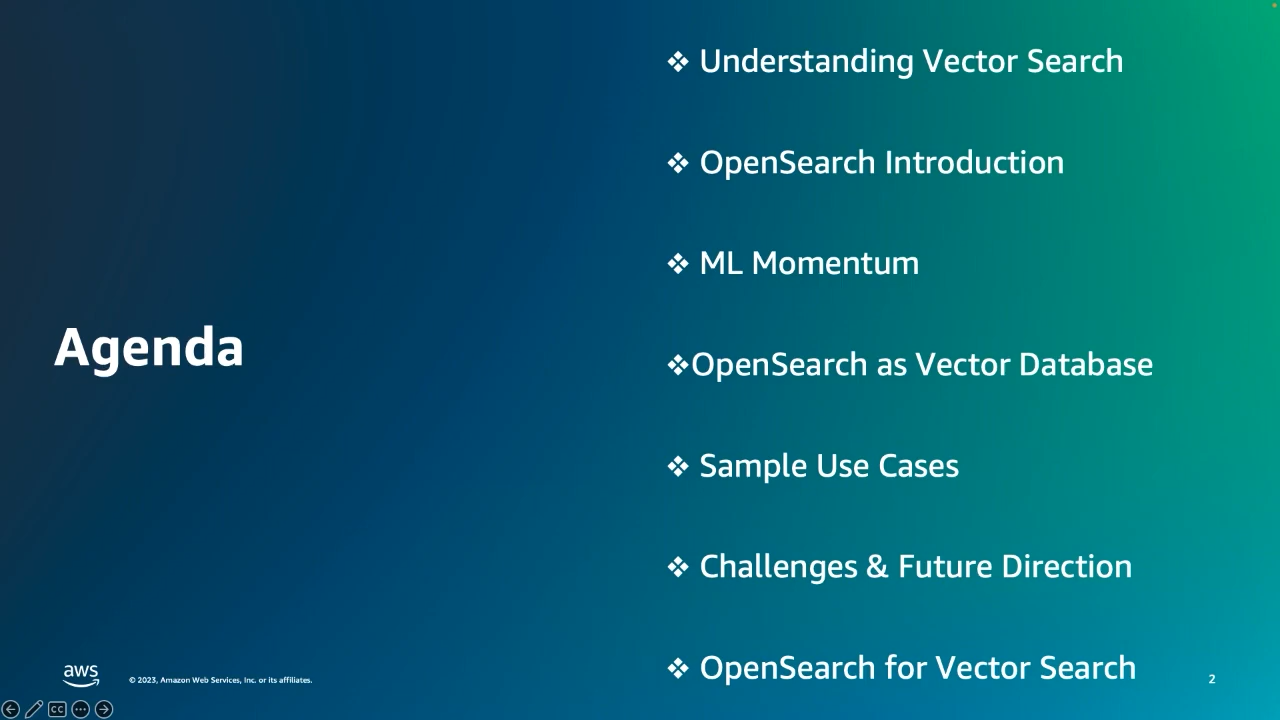 Agenda
❖ Understanding Vector Search
❖ OpenSearch Introduction
❖ ML Momentum
❖OpenSearch as Vector Database
❖ Sample Use Cases
❖ Challenges & Future Direction
❖ OpenSearch for Vector Search
aws
© 2023, Amazon Web Services, Inc. or its affiliates.
2
CC